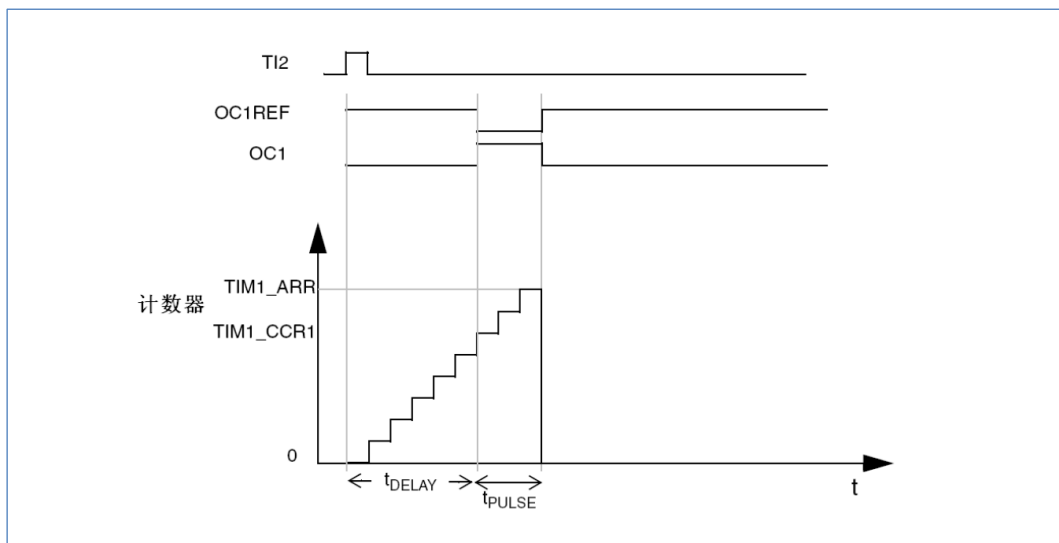 TI2
OC1REF
OC1
TIM1_ARR
计数器
TIM1_CCR1
0
tDELAY
tPULSE
t